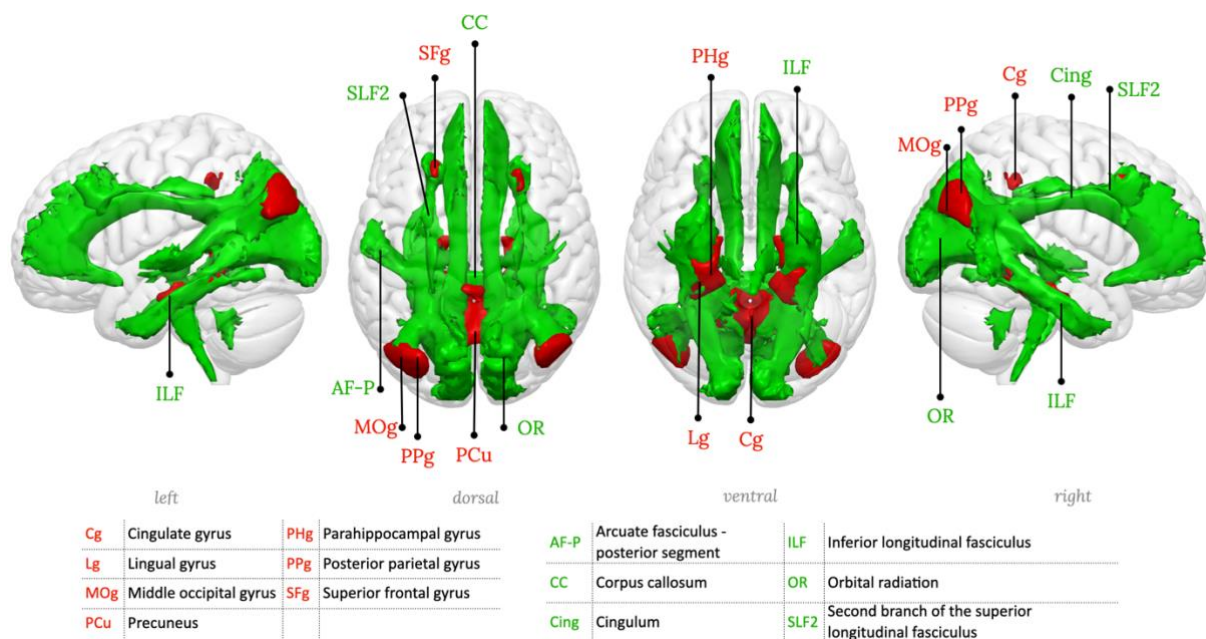 CC
SFg
SLF2
PHg
ILF
Cg
Cing
SLF2
PPg
MOg
ILF
AF-P
MOg
PPg
PCu
OR
Lg
Cg
OR
ILF
left
dorsal
ventral
right
Cg Cingulate gyrus PHg Parahippocampal gyrus
Lg Lingual gyrus PPg Posterior parietal gyrus
MOg Middle occipital gyrus SFg Superior frontal gyrus
PCu Precuneus
AF-P Arcuate fasciculus -
posterior segment
ILF Inferior longitudinal fasciculus
CC Corpus callosum OR Orbital radiation
Cing Cingulum SLF2 Second branch of the superior
longitudinal fasciculus